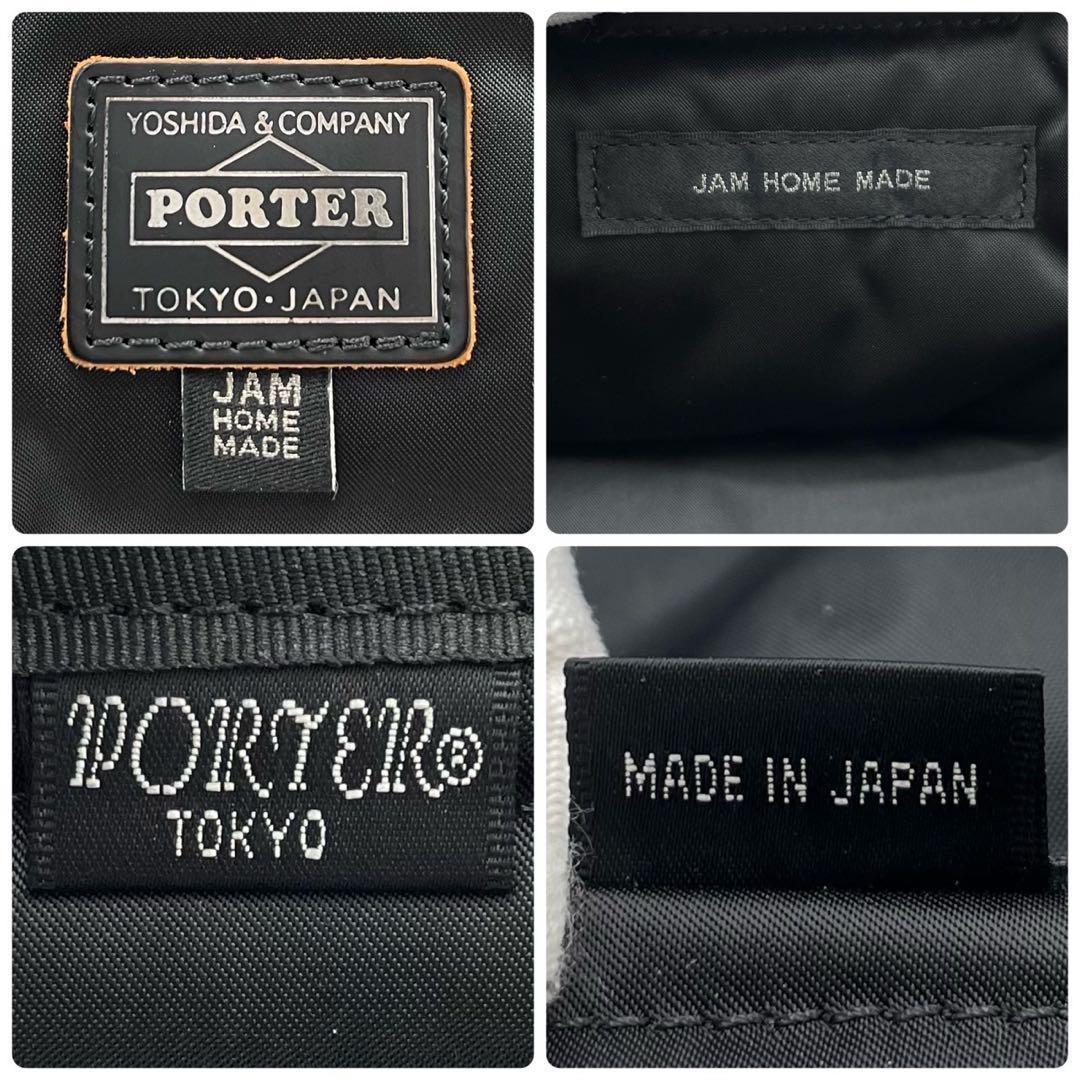 YOSHIDA & COMPANY
PORTER
TOKYO・JAPAN
JAM
HOME
MADE
JAM HOME MADE
PORTER®
TOKYO
MADE IN JAPAN